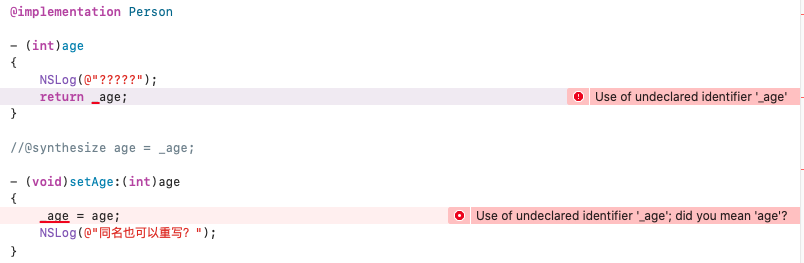 @implementation Person
- (int)age
{
NSLog(@"?????");
return _age;
Use of undeclared identifier '_age'
}
//@synthesize age = _age;
- (void)setAge:(int)age
{
_age = age;
Use of undeclared identifier '_age'; did you mean 'age'?
NSLog(@"同名也可以重写？");
}